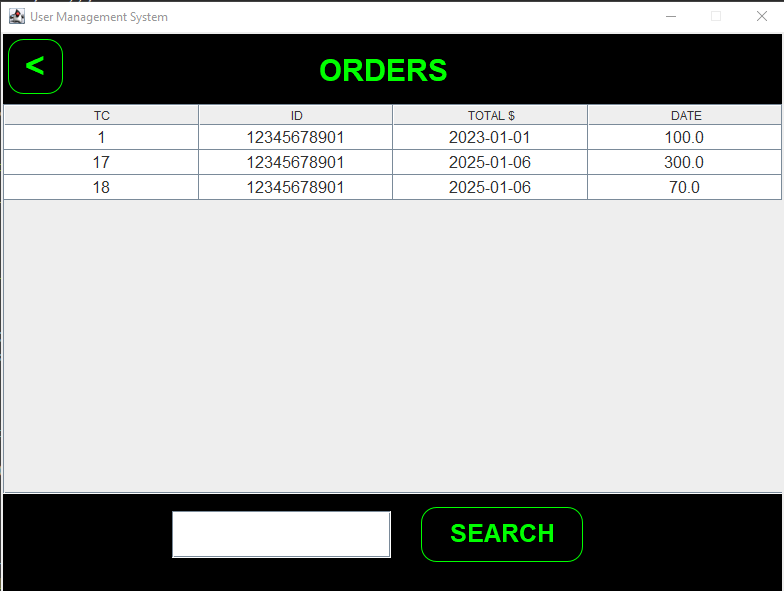 User Management System
<
ORDERS
TC ID TOTAL $ DATE
1 12345678901 2023-01-01 100.0
17 12345678901 2025-01-06 300.0
18 12345678901 2025-01-06 70.0
SEARCH